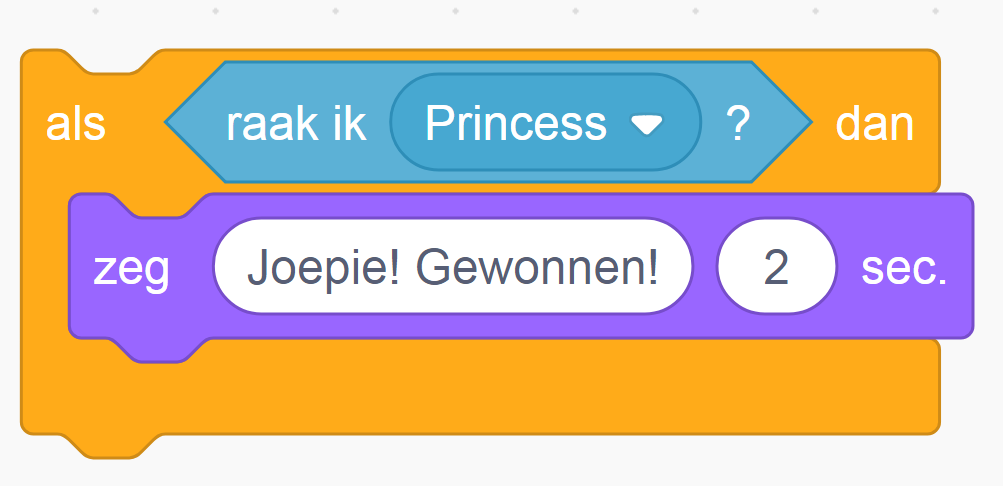 als raak ik Princess ? dan
zeg Joepie! Gewonnen! 2 sec.